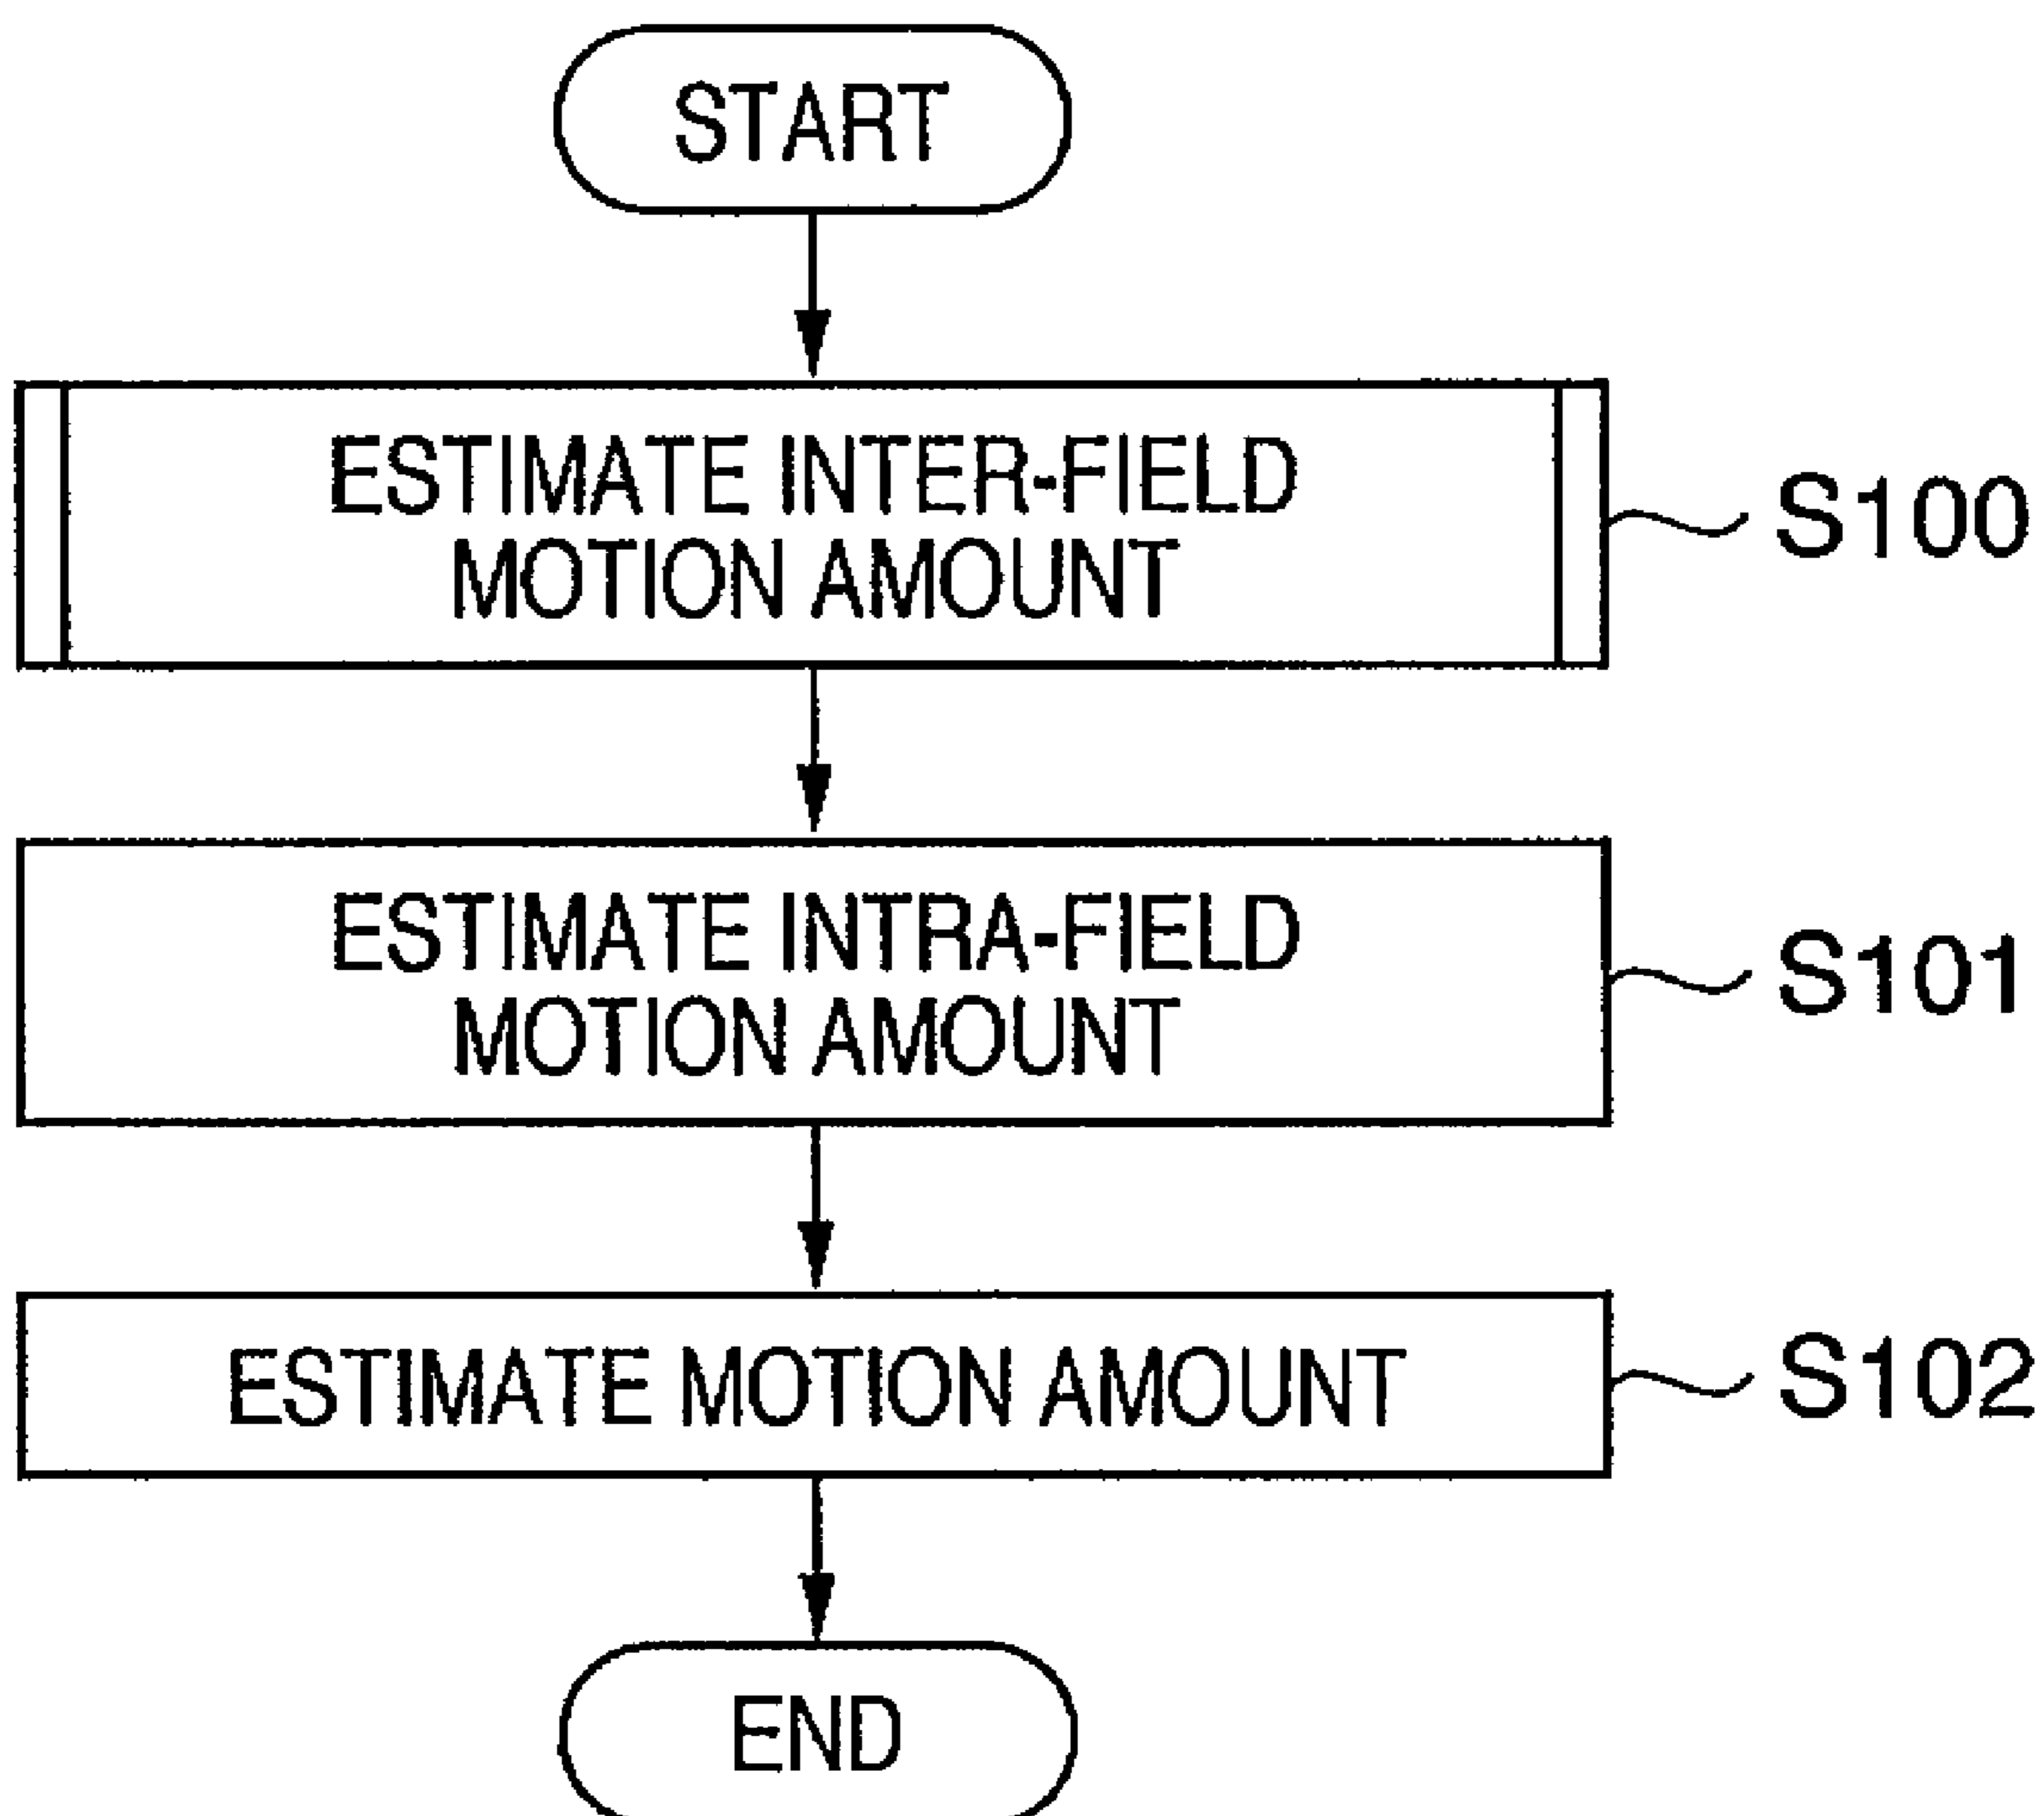 START
ESTIMATE INTER-FIELD
MOTION AMOUNT
S100
ESTIMATE INTRA-FIELD
MOTION AMOUNT
S101
ESTIMATE MOTION AMOUNT
S102
END